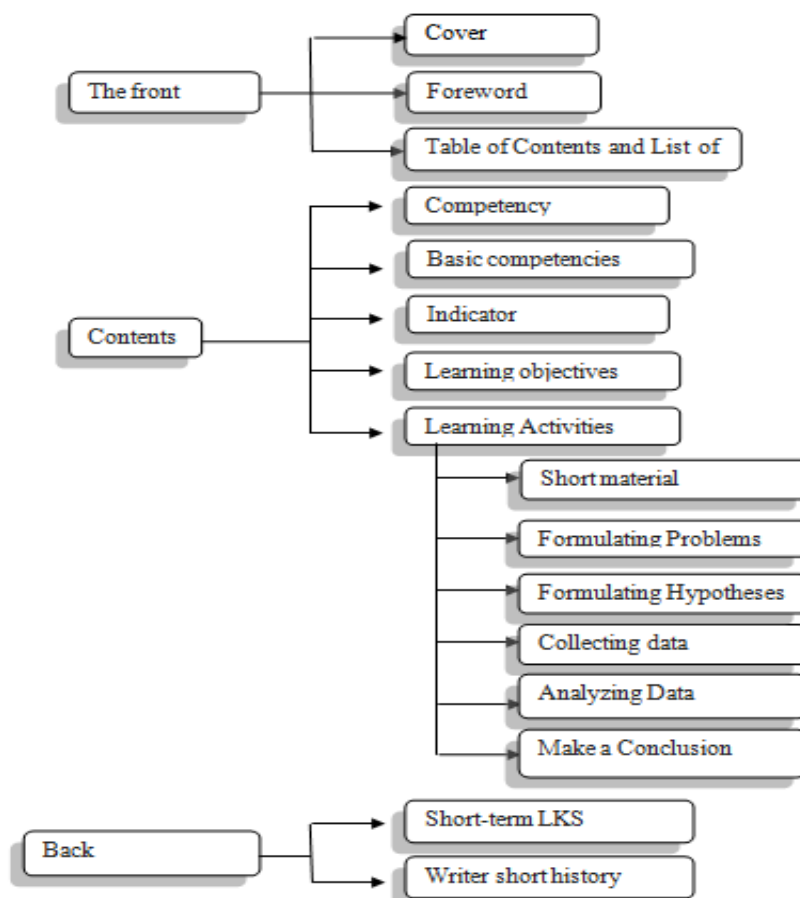 The front
Cover
Foreword
Table of Contents and List of
Contents
Competency
Basic competencies
Indicator
Learning objectives
Learning Activities
Short material
Formulating Problems
Formulating Hypotheses
Collecting data
Analyzing Data
Make a Conclusion
Back
Short-term LKS
Writer short history